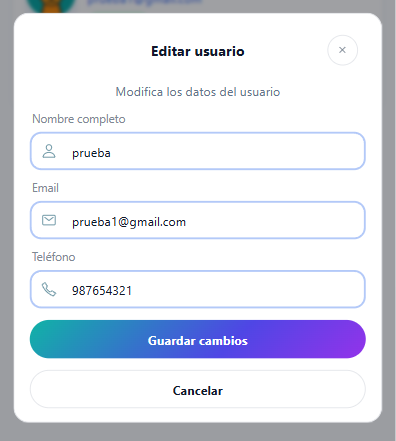 Editar usuario
Modifica los datos del usuario
Nombre completo
prueba
Email
prueba1@gmail.com
Teléfono
987654321
Guardar cambios
Cancelar